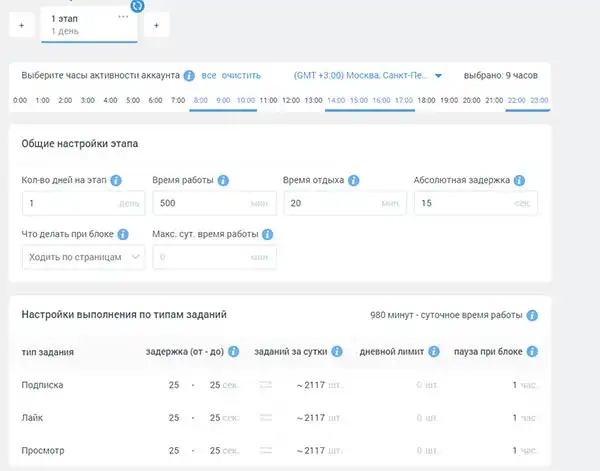 + 1 этап ... +
1 день
Выберите часы активности аккаунта i все очистить (GMT +3:00) Москва, Санкт-Пе.. выбрано: 9 часов
0:00 1:00 2:00 3:00 4:00 5:00 6:00 7:00 8:00 9:00 10:00 11:00 12:00 13:00 14:00 15:00 16:00 17:00 18:00 19:00 20:00 21:00 22:00 23:00
Общие настройки этапа
Кол-во дней на этап i Время работы i Время отдыха i Абсолютная задержка i
1 день 500 мин. 20 мин. 15 сек.
Что делать при блоке i Макс. сут. время работы i
Ходить по страницам 0 мин.
Настройки выполнения по типам заданий 980 минут - суточное время работы i
тип задания задержка (от - до) i заданий за сутки i дневной лимит i пауза при блоке i
Подписка 25 - 25 сек. ~ 2117 шт. 0 шт. 1 час.
Лайк 25 - 25 сек. ~ 2117 шт. 0 шт. 1 час.
Просмотр 25 - 25 сек. ~ 2117 шт. 0 шт. 1 час.